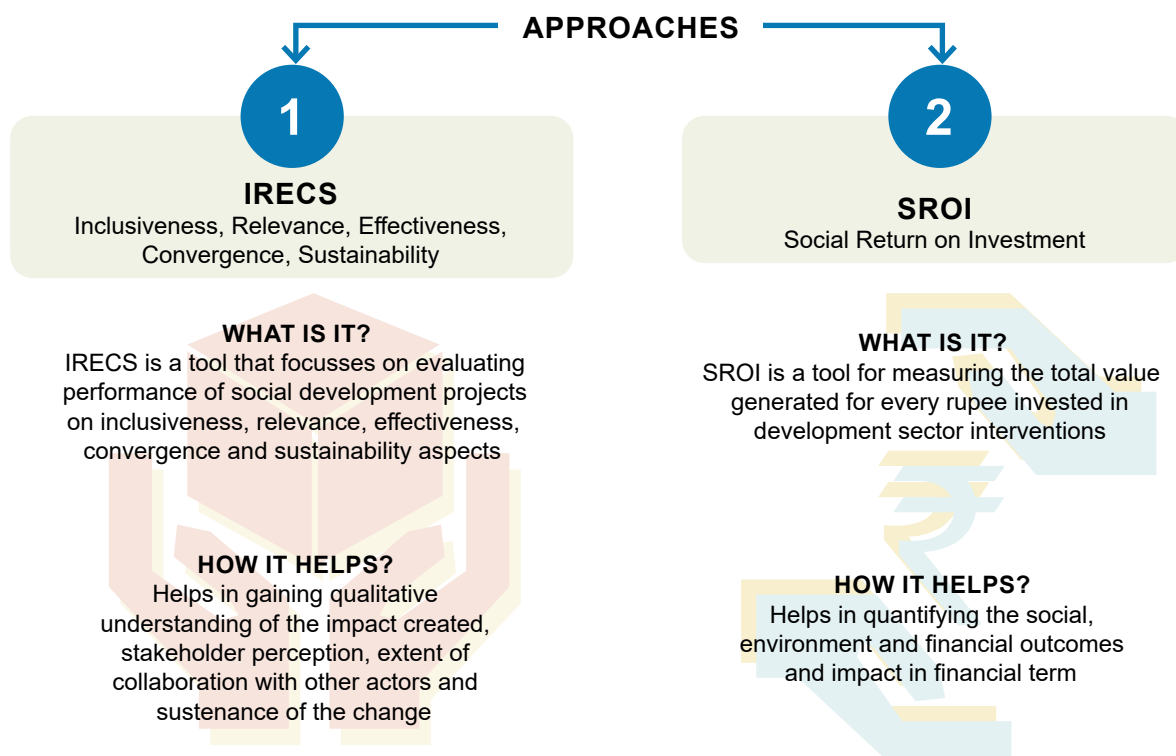 APPROACHES
1
IRECS
Inclusiveness, Relevance, Effectiveness,
Convergence, Sustainability
WHAT IS IT?
IRECS is a tool that focusses on evaluating
performance of social development projects
on inclusiveness, relevance, effectiveness,
convergence and sustainability aspects
HOW IT HELPS?
Helps in gaining qualitative
understanding of the impact created,
stakeholder perception, extent of
collaboration with other actors and
sustenance of the change
2
SROI
Social Return on Investment
WHAT IS IT?
SROI is a tool for measuring the total value
generated for every rupee invested in
development sector interventions
₹
HOW IT HELPS?
Helps in quantifying the social,
environment and financial outcomes
and impact in financial term